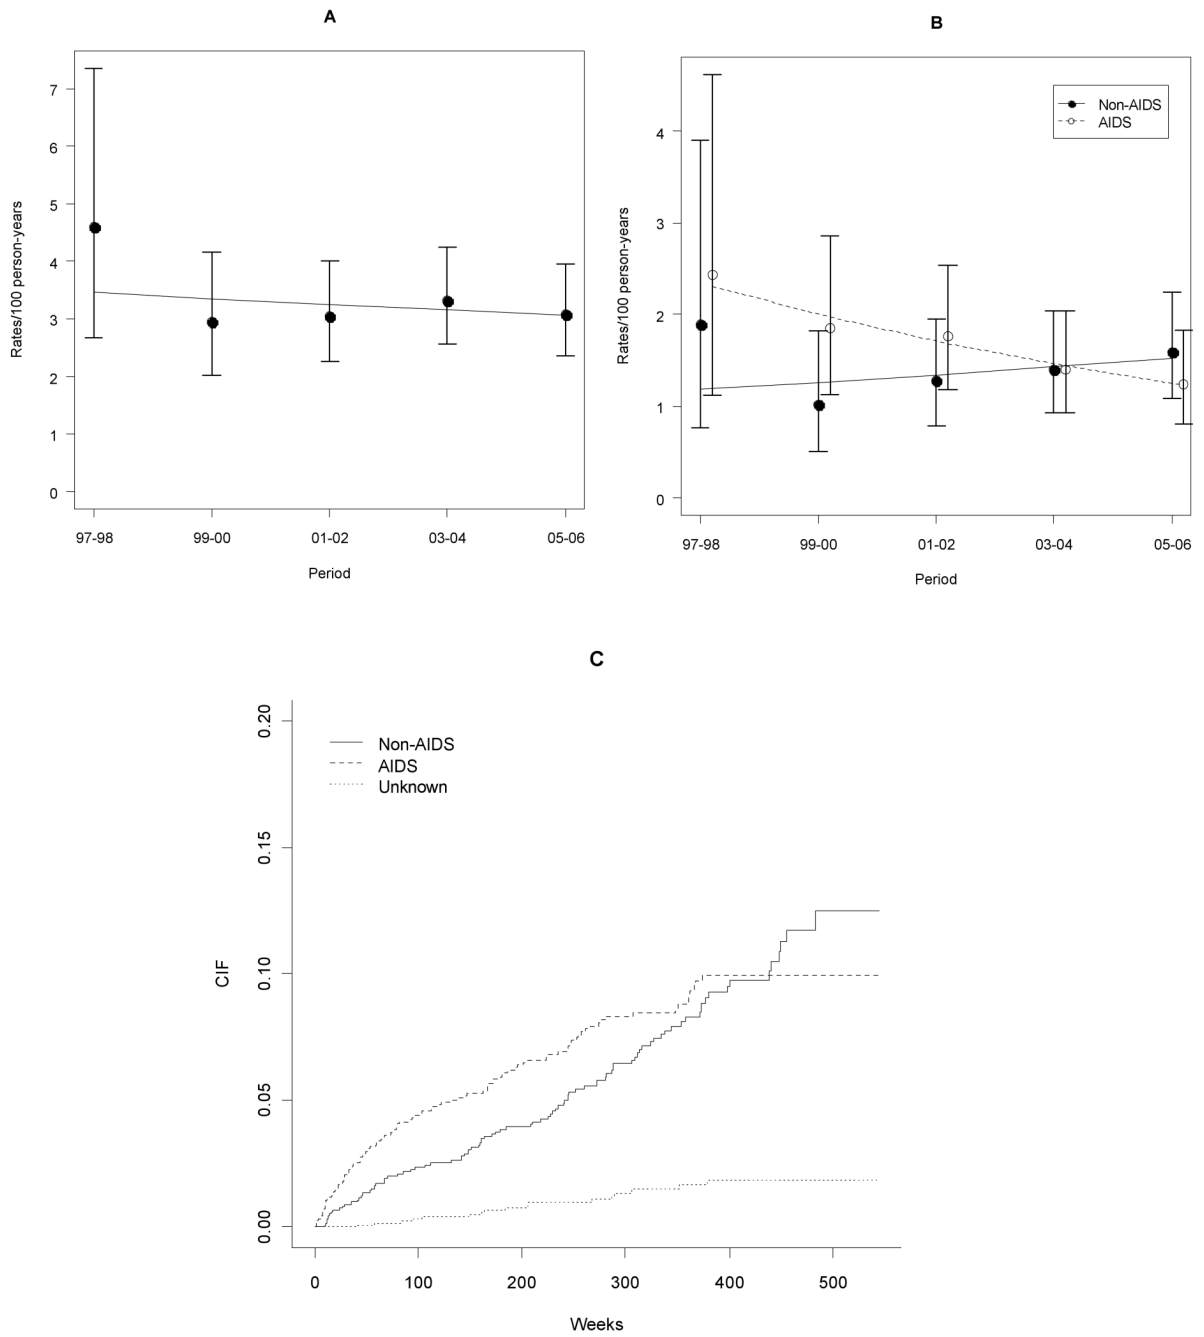 A
Rates/100 person-years
7
6
5
4
3
2
1
0
97-98 99-00 01-02 03-04 05-06
Period
B
Non-AIDS
AIDS
Rates/100 person-years
4
3
2
1
0
97-98 99-00 01-02 03-04 05-06
Period
C
Non-AIDS
AIDS
Unknown
CIF
0.20
0.15
0.10
0.05
0.00
0 100 200 300 400 500
Weeks